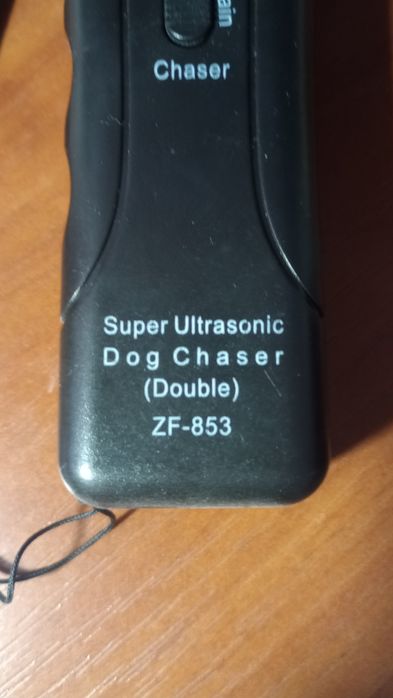 Chaser
Super Ultrasonic
Dog Chaser
(Double)
ZF-853